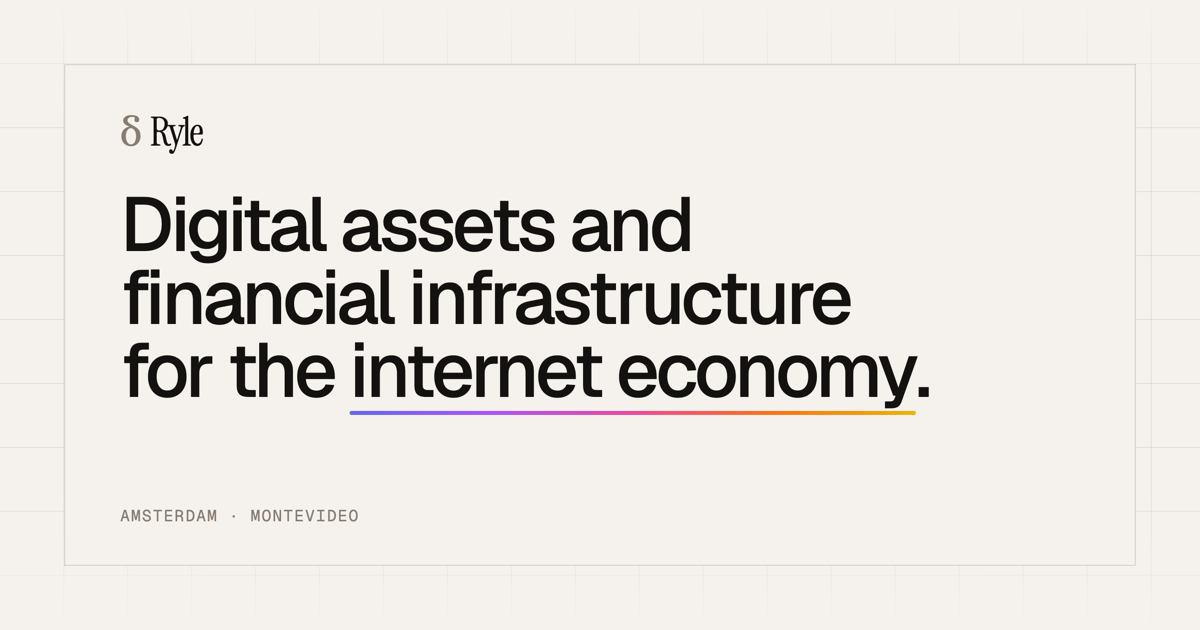 δ Ryle
Digital assets and
financial infrastructure
for the internet economy.
AMSTERDAM · MONTEVIDEO